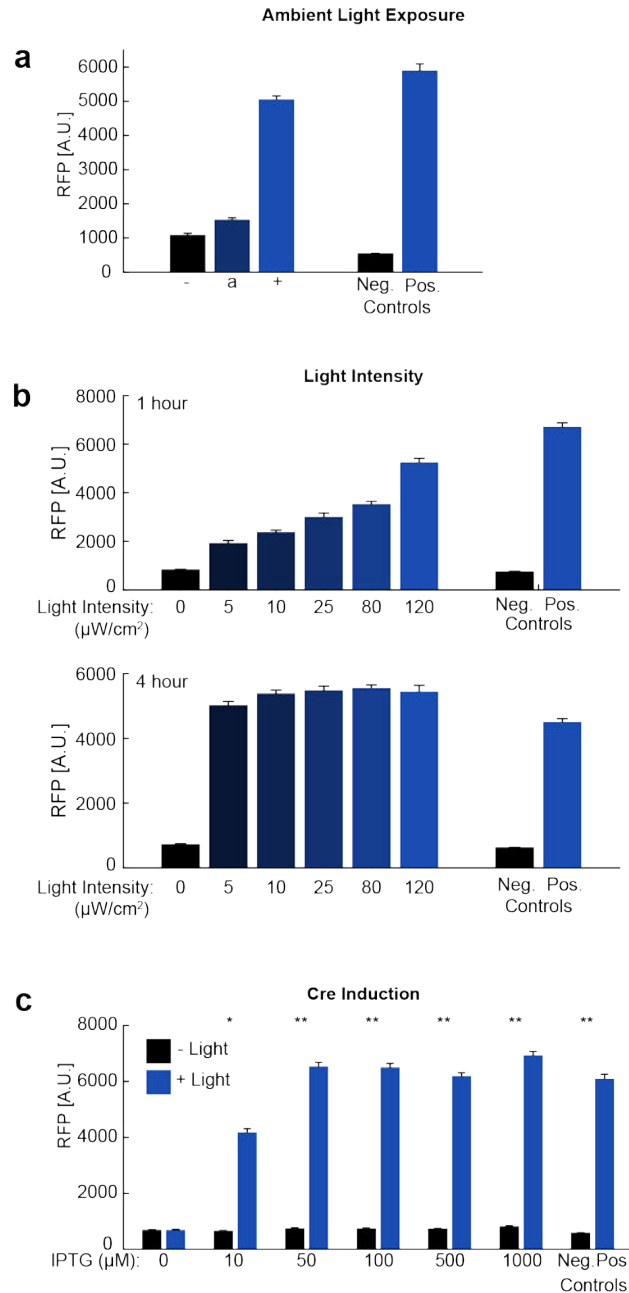 Ambient Light Exposure
a
RFP [A.U.]
6000
5000
4000
3000
2000
1000
0
- a + Neg. Pos.
Controls
Light Intensity
b
1 hour
RFP [A.U.]
8000
6000
4000
2000
0
Light Intensity: 0 5 10 25 80 120 Neg. Pos.
(µW/cm²) Controls
4 hour
RFP [A.U.]
6000
4000
2000
0
Light Intensity: 0 5 10 25 80 120 Neg. Pos.
(µW/cm²) Controls
c
Cre Induction
* ** ** ** ** **
- Light
+ Light
RFP [A.U.]
8000
6000
4000
2000
0
IPTG (µM): 0 10 50 100 500 1000 Neg. Pos
Controls